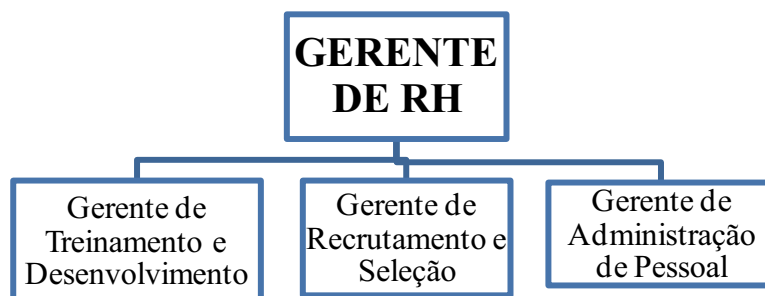 GERENTE
DE RH
Gerente de
Treinamento e
Desenvolvimento
Gerente de
Recrutamento e
Seleção
Gerente de
Administração
de Pessoal